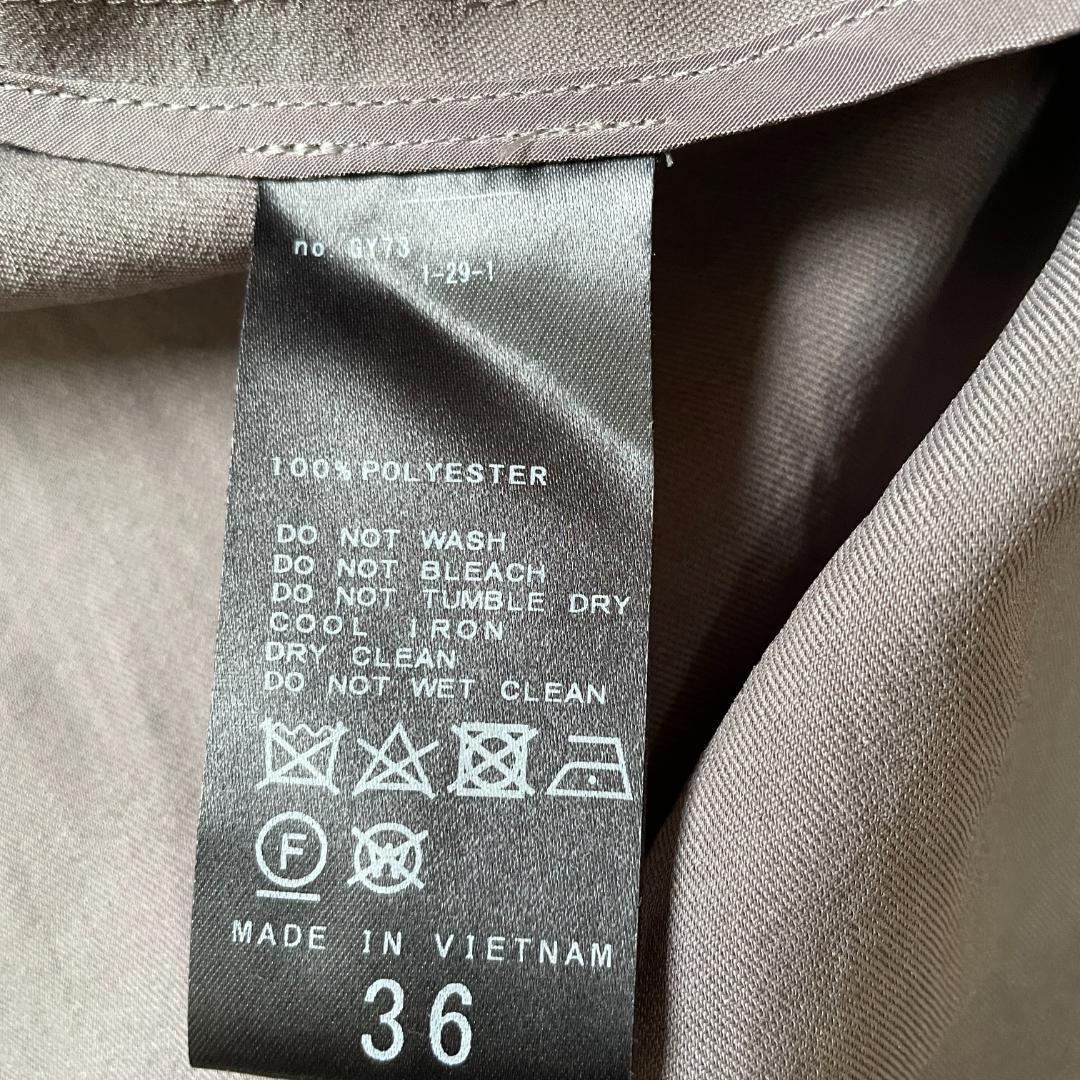 no. GY73
1-29-1
100% POLYESTER
DO NOT WASH
DO NOT BLEACH
DO NOT TUMBLE DRY
COOL IRON
DRY CLEAN
DO NOT WET CLEAN
F
W
MADE IN VIETNAM
36